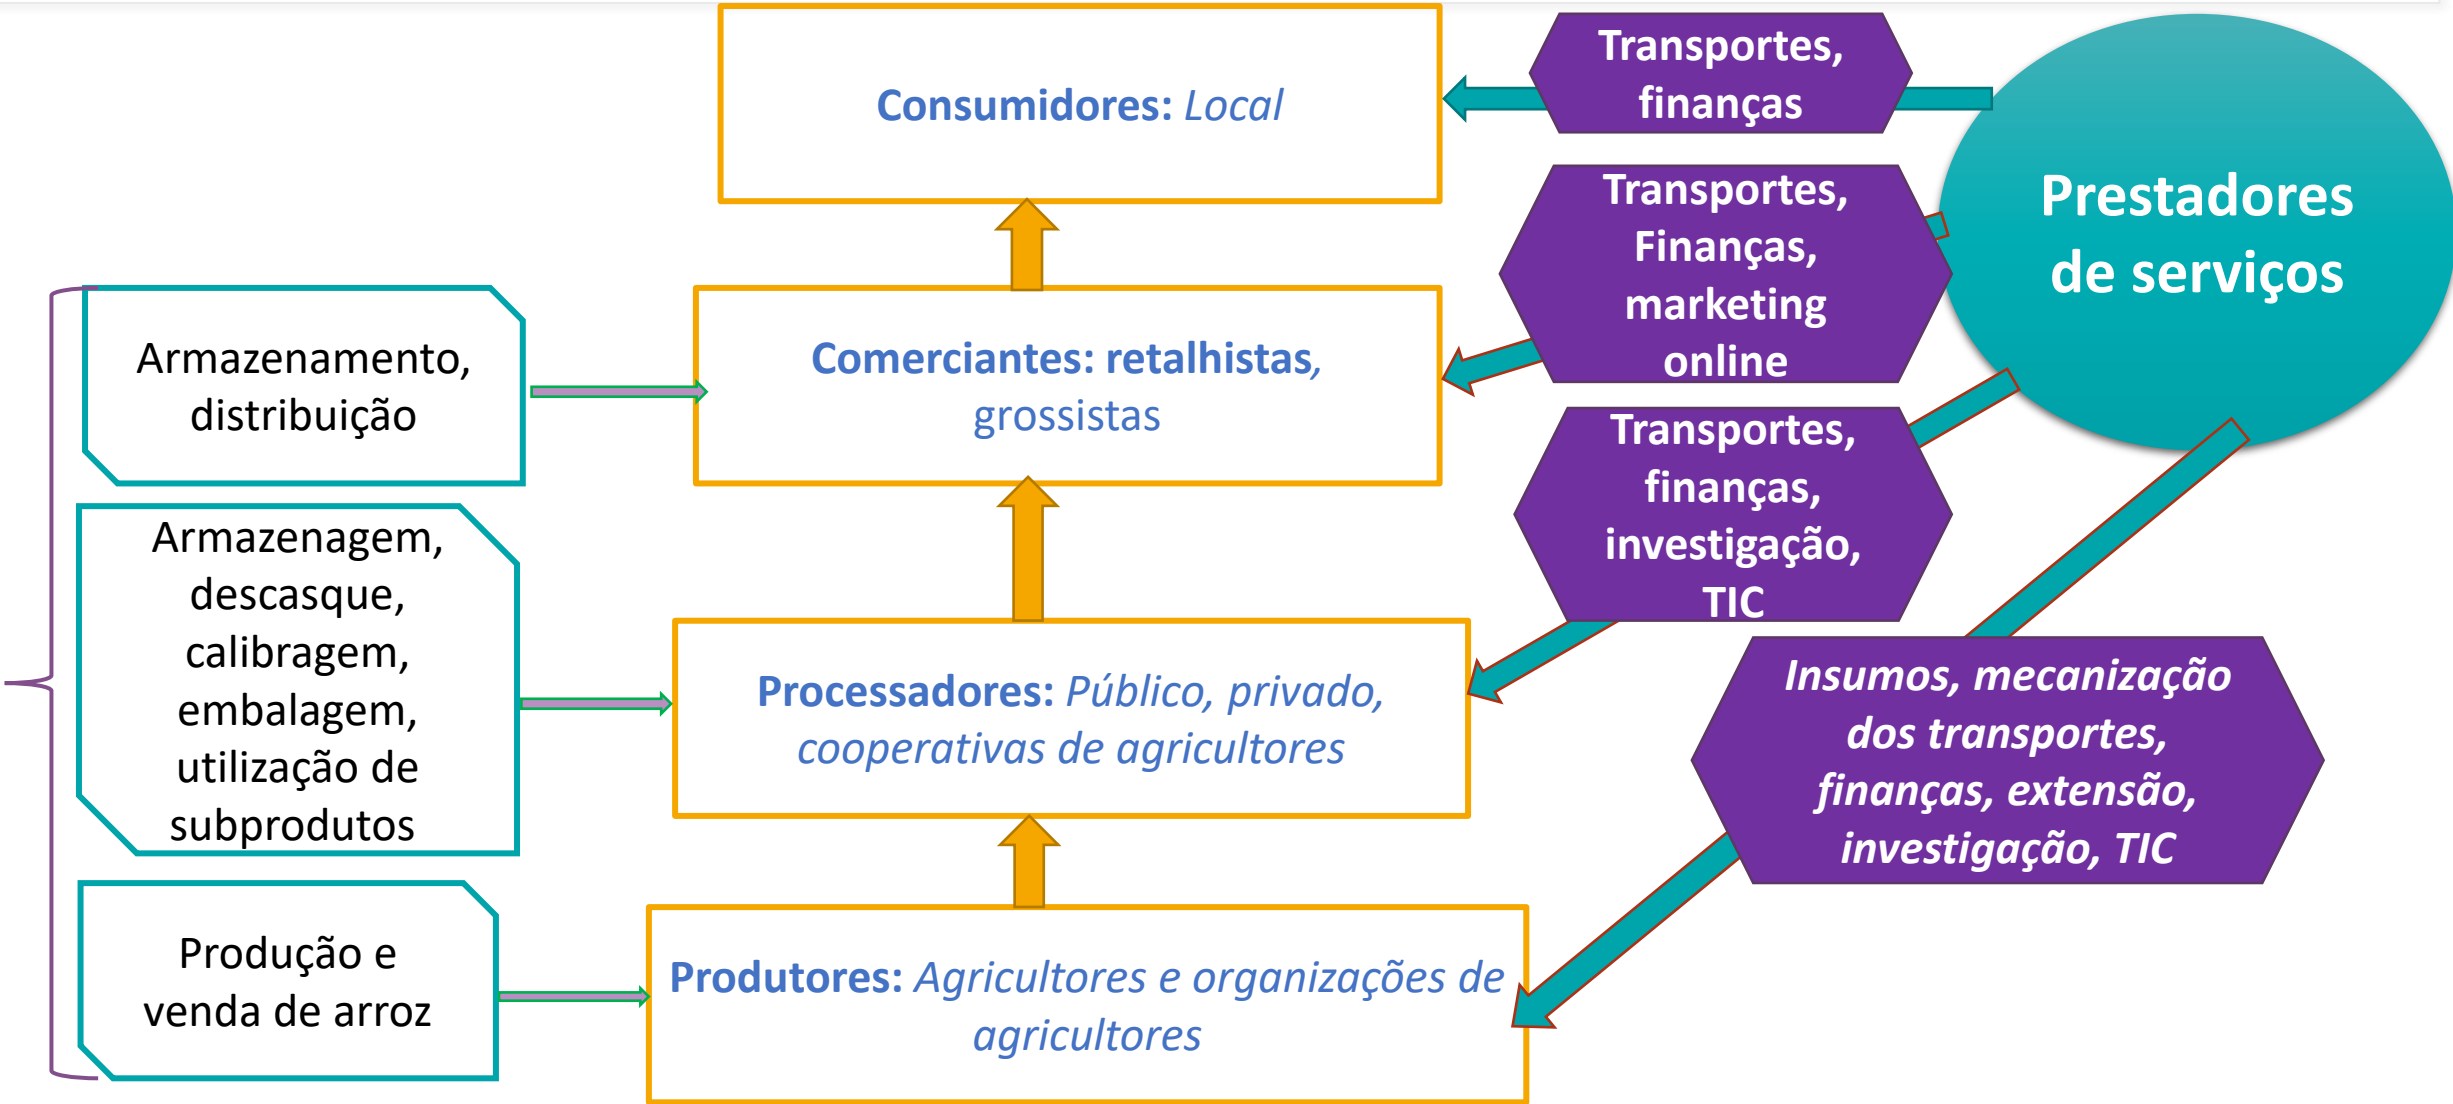 Consumidores: Local
Transportes,
finanças
Prestadores
de serviços
Transportes,
Finanças,
marketing
online
Armazenamento,
distribuição
Comerciantes: retalhistas,
grossistas
Transportes,
finanças,
investigação,
TIC
Armazenagem,
descasque,
calibragem,
embalagem,
utilização de
subprodutos
Processadores: Público, privado,
cooperativas de agricultores
Insumos, mecanização
dos transportes,
finanças, extensão,
investigação, TIC
Produção e
venda de arroz
Produtores: Agricultores e organizações de
agricultores